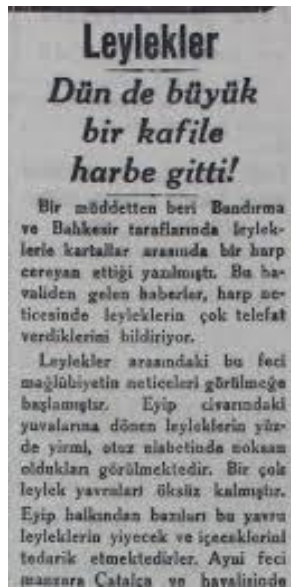 Leylekler
Dün de büyük
bir kafile
harbe gitti!
Bir müddetten beri Bandırma
ve Balıkesir taraflarında leylek-
lerle kartallar arasında bir harp
cereyan ettiği yazılmıştı. Bu ha-
validen gelen haberler, harp ne-
ticesinde leyleklerin çok telefat
verdiklerini bildiriyor.
Leylekler arasındaki bu feci
mağlûbiyetin neticeleri görülmeğe
başlamıştır. Eyip civarındaki
yuvalarına dönen leyleklerin yüz-
de yirmi, otuz nisbetinde noksan
oldukları görülmektedir. Bir çok
leylek yavruları öksüz kalmıştır.
Eyip halkından bazıları bu yavru
leyleklerin yiyecek ve içeceklerini
tedarik etmektedirler. Ayni feci
manzara Çatalca ve havalisinde